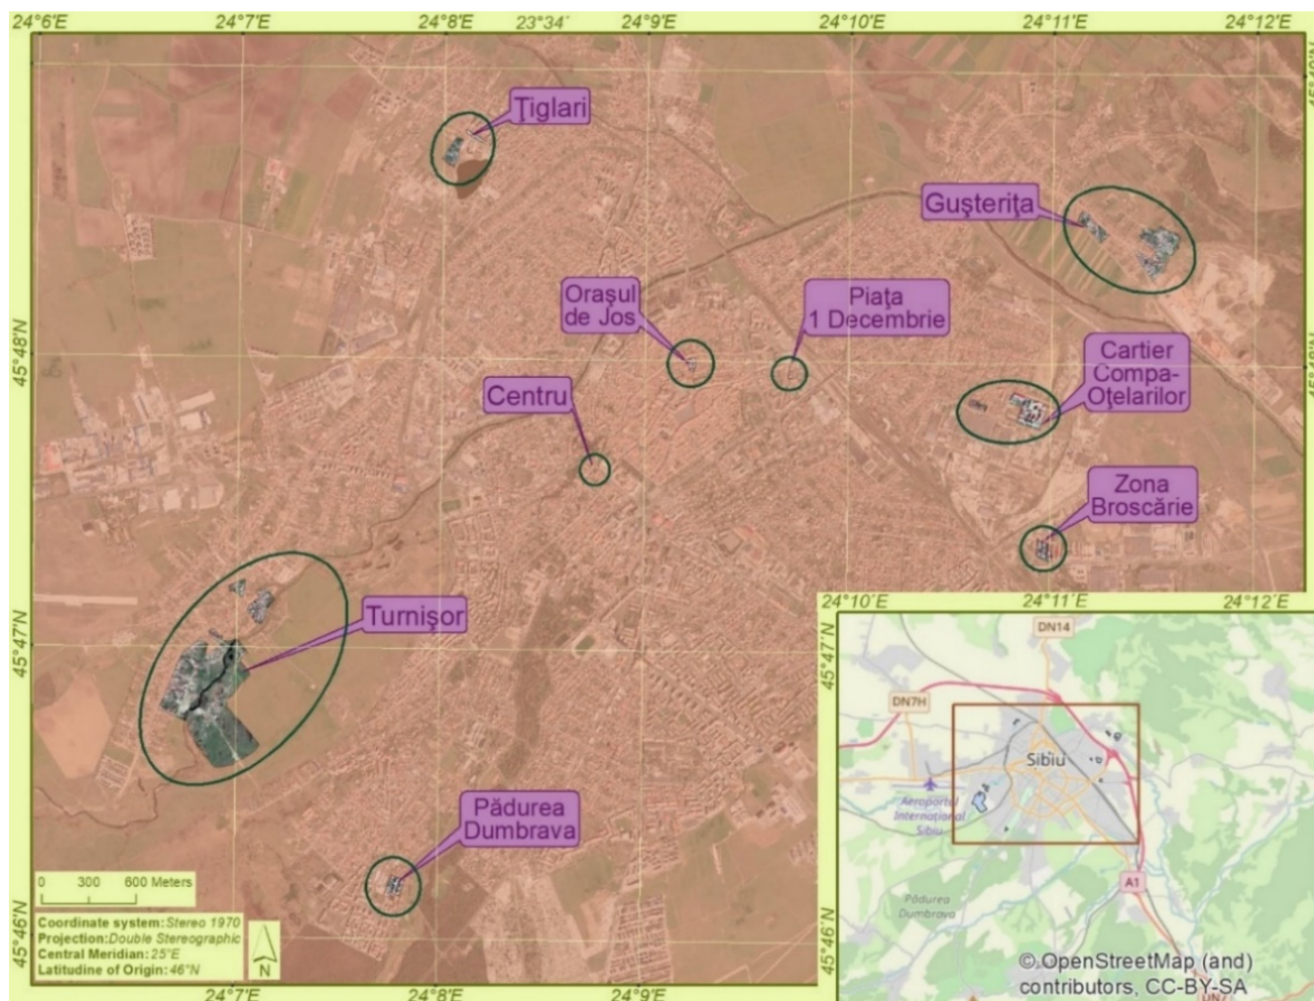 24°6'E 24°7'E 24°8'E 23°34' 24°9'E 24°10'E 24°11'E 24°12'E
Ţiglari
Guşteriţa
Oraşul
de Jos
Piaţa
1 Decembrie
45°48'N
Cartier
Compa-
Oţelarilor
Centru
Zona
Broscărie
24°10'E 24°11'E 24°12'E
Turnişor
45°47'N
45°47'N
DN14
DN7H
Sibiu
Aeroportul
Internațional
Sibiu
Pădurea
Dumbrava
A1
Pădurea
Dumbrava
0 300 600 Meters
Coordinate system: Stereo 1970
Projection:Double Stereographic
Central Meridian: 25°E
Latitudine of Origin: 46°N
N
45°46'N
45°46'N
© OpenStreetMap (and)
contributors, CC-BY-SA
24°7'E 24°8'E 24°9'E